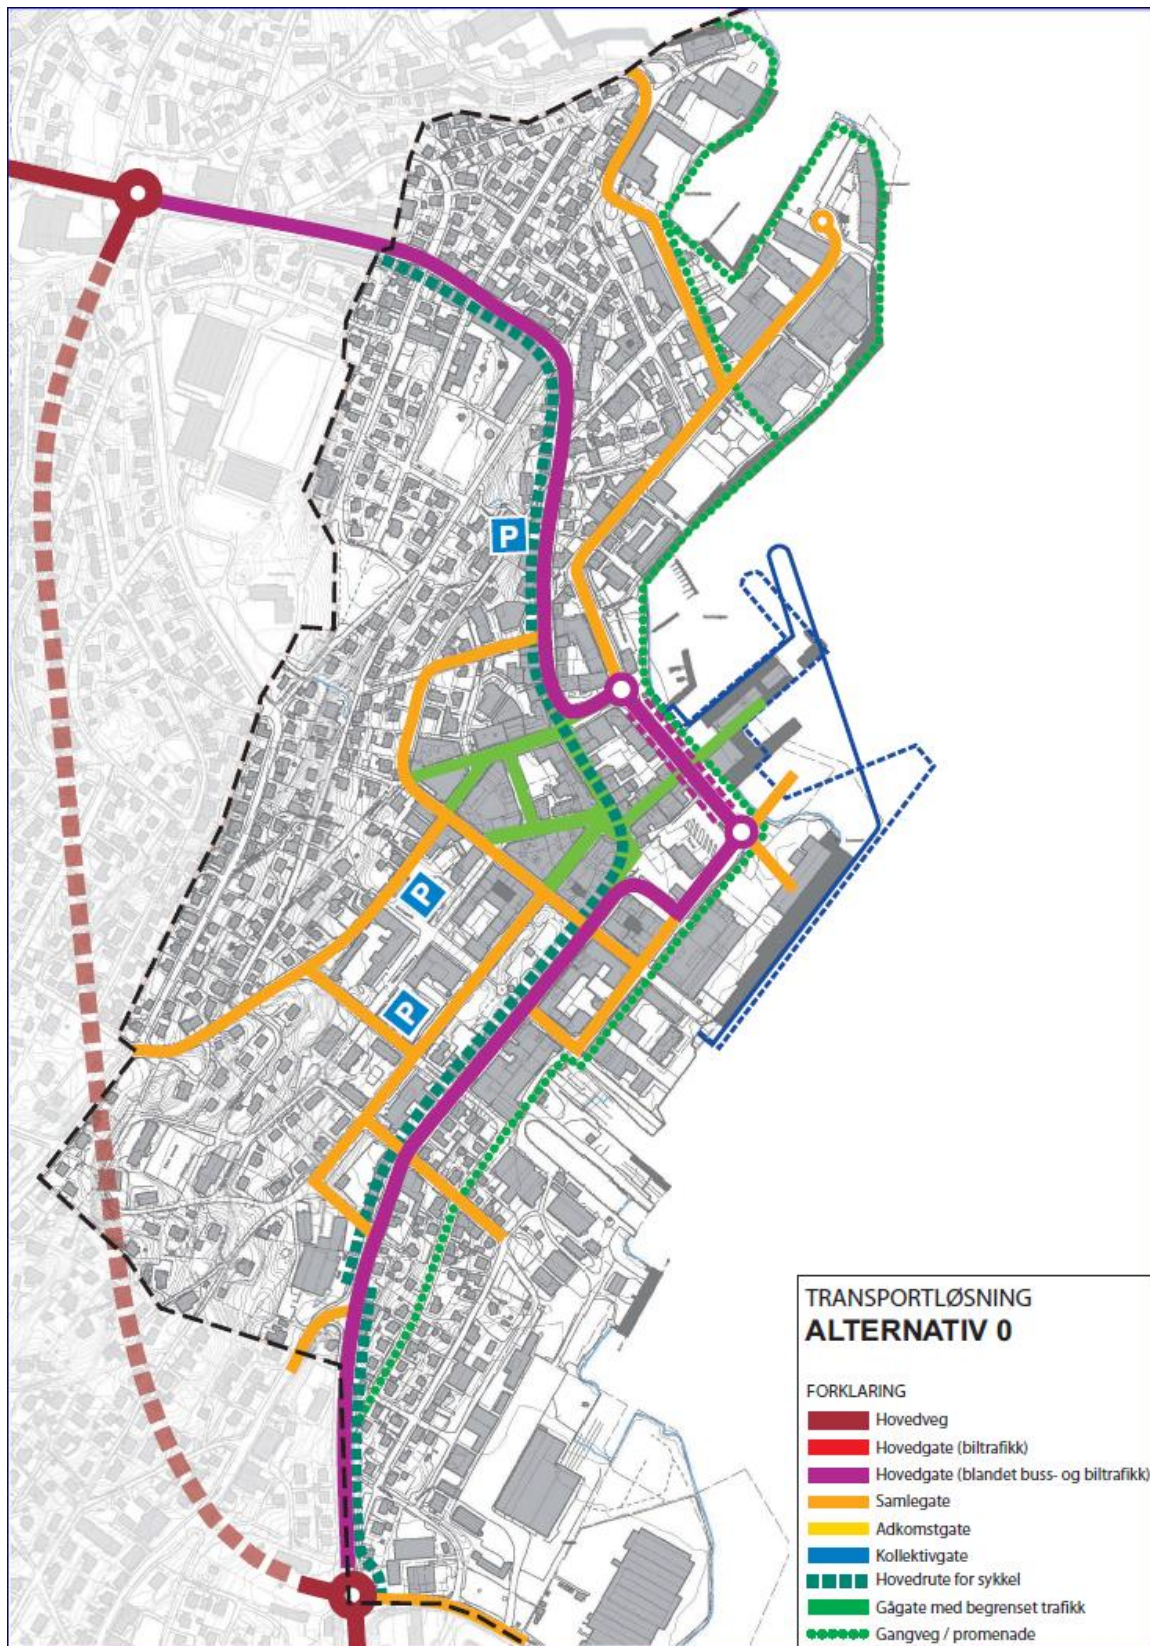 P
P
P
TRANSPORTLØSNING
ALTERNATIV 0
FORKLARING
Hovedveg
Hovedgate (biltrafikk)
Hovedgate (blandet buss- og biltrafikk)
Samlegate
Adkomstgate
Kollektivgate
Hovedrute for sykkel
Gågate med begrenset trafikk
Gangveg / promenade